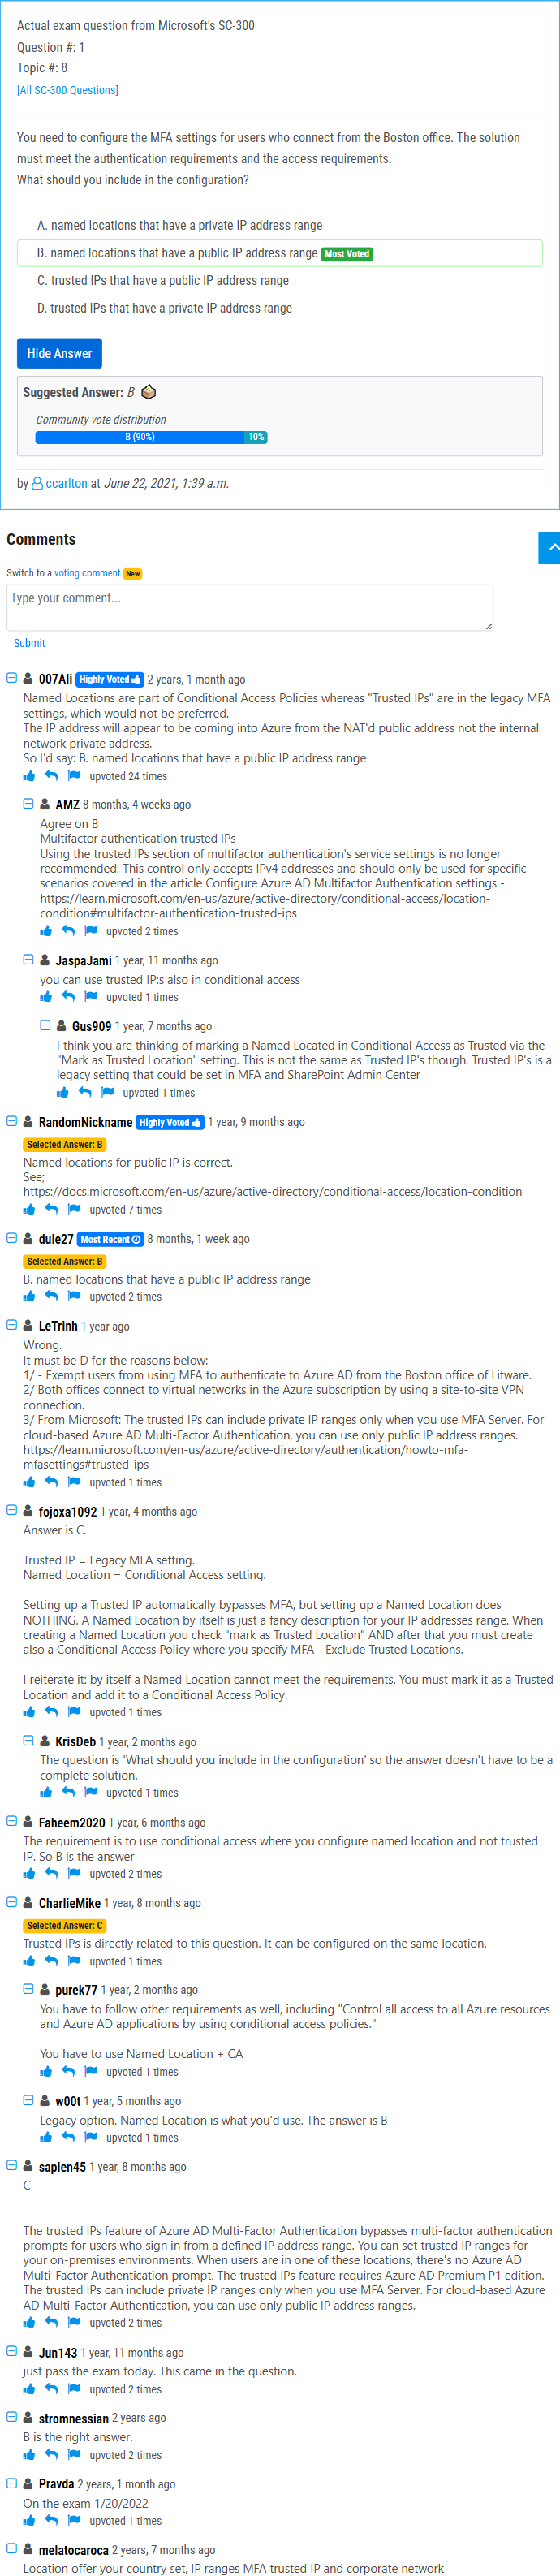 Actual exam question from Microsoft's SC-300
Question #: 1
Topic #: 8
[All SC-300 Questions]
You need to configure the MFA settings for users who connect from the Boston office. The solution
must meet the authentication requirements and the access requirements.
What should you include in the configuration?
A. named locations that have a private IP address range
B. named locations that have a public IP address range Most Voted
C. trusted IPs that have a public IP address range
D. trusted IPs that have a private IP address range
Hide Answer
Suggested Answer: B
Community vote distribution
B (90%) 10%
by ccarlton at June 22, 2021, 1:39 a.m.
Comments
Switch to a voting comment New
Type your comment...
Submit
007Ali Highly Voted 2 years, 1 month ago
Named Locations are part of Conditional Access Policies whereas "Trusted IPs" are in the legacy MFA
settings, which would not be preferred.
The IP address will appear to be coming into Azure from the NAT'd public address not the internal
network private address.
So I'd say: B. named locations that have a public IP address range
upvoted 24 times
AMZ 8 months, 4 weeks ago
Agree on B
Multifactor authentication trusted IPs
Using the trusted IPs section of multifactor authentication's service settings is no longer
recommended. This control only accepts IPv4 addresses and should only be used for specific
scenarios covered in the article Configure Azure AD Multifactor Authentication settings -
https://learn.microsoft.com/en-us/azure/active-directory/conditional-access/location-
condition#multifactor-authentication-trusted-ips
upvoted 2 times
JaspaJami 1 year, 11 months ago
you can use trusted IP:s also in conditional access
upvoted 1 times
Gus909 1 year, 7 months ago
I think you are thinking of marking a Named Located in Conditional Access as Trusted via the
"Mark as Trusted Location" setting. This is not the same as Trusted IP's though. Trusted IP's is a
legacy setting that could be set in MFA and SharePoint Admin Center
upvoted 1 times
RandomNickname Highly Voted 1 year, 9 months ago
Selected Answer: B
Named locations for public IP is correct.
See;
https://docs.microsoft.com/en-us/azure/active-directory/conditional-access/location-condition
upvoted 7 times
dule27 Most Recent 8 months, 1 week ago
Selected Answer: B
B. named locations that have a public IP address range
upvoted 2 times
LeTrinh 1 year ago
Wrong.
It must be D for the reasons below:
1/ - Exempt users from using MFA to authenticate to Azure AD from the Boston office of Litware.
2/ Both offices connect to virtual networks in the Azure subscription by using a site-to-site VPN
connection.
3/ From Microsoft: The trusted IPs can include private IP ranges only when you use MFA Server. For
cloud-based Azure AD Multi-Factor Authentication, you can use only public IP address ranges.
https://learn.microsoft.com/en-us/azure/active-directory/authentication/howto-mfa-
mfasettings#trusted-ips
upvoted 1 times
fojoxa1092 1 year, 4 months ago
Answer is C.
Trusted IP = Legacy MFA setting.
Named Location = Conditional Access setting.
Setting up a Trusted IP automatically bypasses MFA, but setting up a Named Location does
NOTHING. A Named Location by itself is just a fancy description for your IP addresses range. When
creating a Named Location you check "mark as Trusted Location" AND after that you must create
also a Conditional Access Policy where you specify MFA - Exclude Trusted Locations.
I reiterate it: by itself a Named Location cannot meet the requirements. You must mark it as a Trusted
Location and add it to a Conditional Access Policy.
upvoted 1 times
KrisDeb 1 year, 2 months ago
The question is 'What should you include in the configuration' so the answer doesn't have to be a
complete solution.
upvoted 1 times
Faheem2020 1 year, 6 months ago
The requirement is to use conditional access where you configure named location and not trusted
IP. So B is the answer
upvoted 2 times
CharlieMike 1 year, 8 months ago
Selected Answer: C
Trusted IPs is directly related to this question. It can be configured on the same location.
upvoted 1 times
purek77 1 year, 2 months ago
You have to follow other requirements as well, including "Control all access to all Azure resources
and Azure AD applications by using conditional access policies."
You have to use Named Location + CA
upvoted 1 times
w00t 1 year, 5 months ago
Legacy option. Named Location is what you'd use. The answer is B
upvoted 1 times
sapien45 1 year, 8 months ago
C
The trusted IPs feature of Azure AD Multi-Factor Authentication bypasses multi-factor authentication
prompts for users who sign in from a defined IP address range. You can set trusted IP ranges for
your on-premises environments. When users are in one of these locations, there's no Azure AD
Multi-Factor Authentication prompt. The trusted IPs feature requires Azure AD Premium P1 edition.
The trusted IPs can include private IP ranges only when you use MFA Server. For cloud-based Azure
AD Multi-Factor Authentication, you can use only public IP address ranges.
upvoted 2 times
Jun143 1 year, 11 months ago
just pass the exam today. This came in the question.
upvoted 2 times
stromnessian 2 years ago
B is the right answer.
upvoted 2 times
Pravda 2 years, 1 month ago
On the exam 1/20/2022
upvoted 1 times
melatocaroca 2 years, 7 months ago
Location offer your country set, IP ranges MFA trusted IP and corporate network